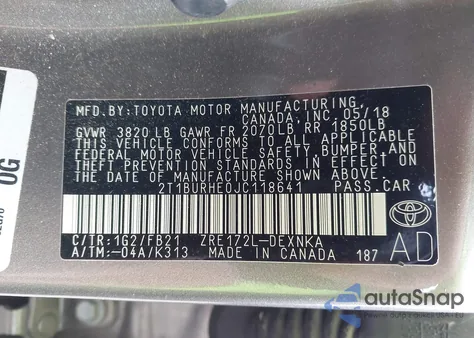 MFD. BY: TOYOTA MOTOR MANUFACTURING
CANADA, INC. 05/18
GVWR 3820 LB GAWR FR 2070LB RR 1850LB
THIS VEHICLE CONFORMS TO ALL APPLICABLE
FEDERAL MOTOR VEHICLE SAFETY, BUMPER, AND
THEFT PREVENTION STANDARDS IN EFFECT ON
THE DATE OF MANUFACTURE SHOWN ABOVE.
2T1BURHE0JC118641 PASS. CAR
C/TR: 1G2/FB21 ZRE172L-DEXNKA
A/TM: -04A/K313 MADE IN CANADA 187
TOYOTA
AD
OG
autoSnap